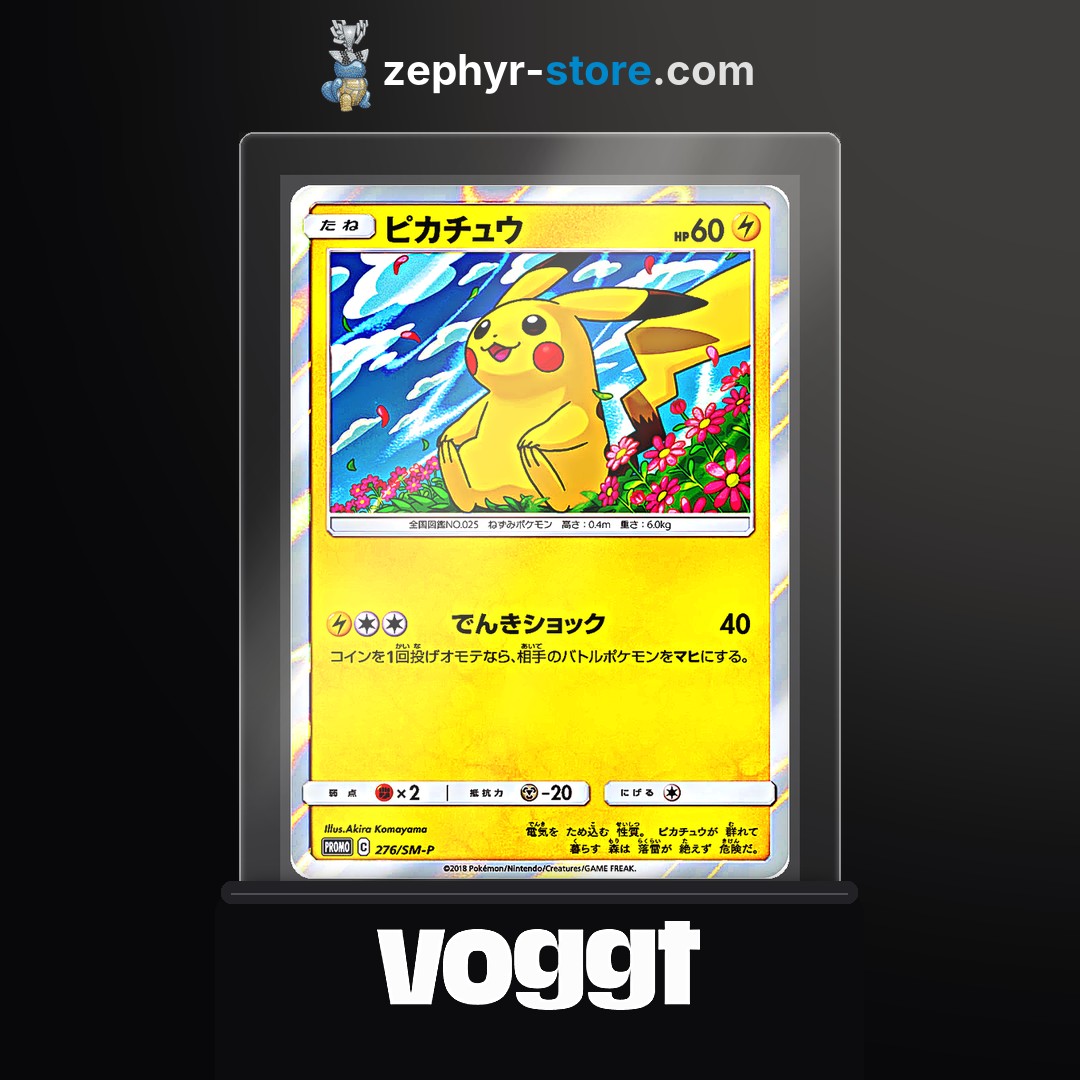 zephyr-store.com
たね ピカチュウ HP60
全国図鑑NO.025 ねずみポケモン 高さ:0.4m 重さ:6.0kg
でんきショック 40
コインを1回投げオモテなら、相手のバトルポケモンをマヒにする。
弱点 ×2 抵抗力 -20 にげる
Illus.Akira Komayama
電気を ため込む 性質。 ピカチュウが 群れて
暮らす 森は 落雷が 絶えず 危険だ。
PROMO C 276/SM-P
©2018 Pokémon/Nintendo/Creatures/GAME FREAK.
voggt